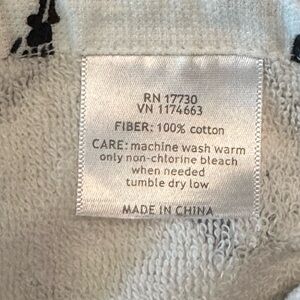 RN 17730
VN 1174663
FIBER: 100% cotton
CARE: machine wash warm
only non-chlorine bleach
when needed
tumble dry low
MADE IN CHINA